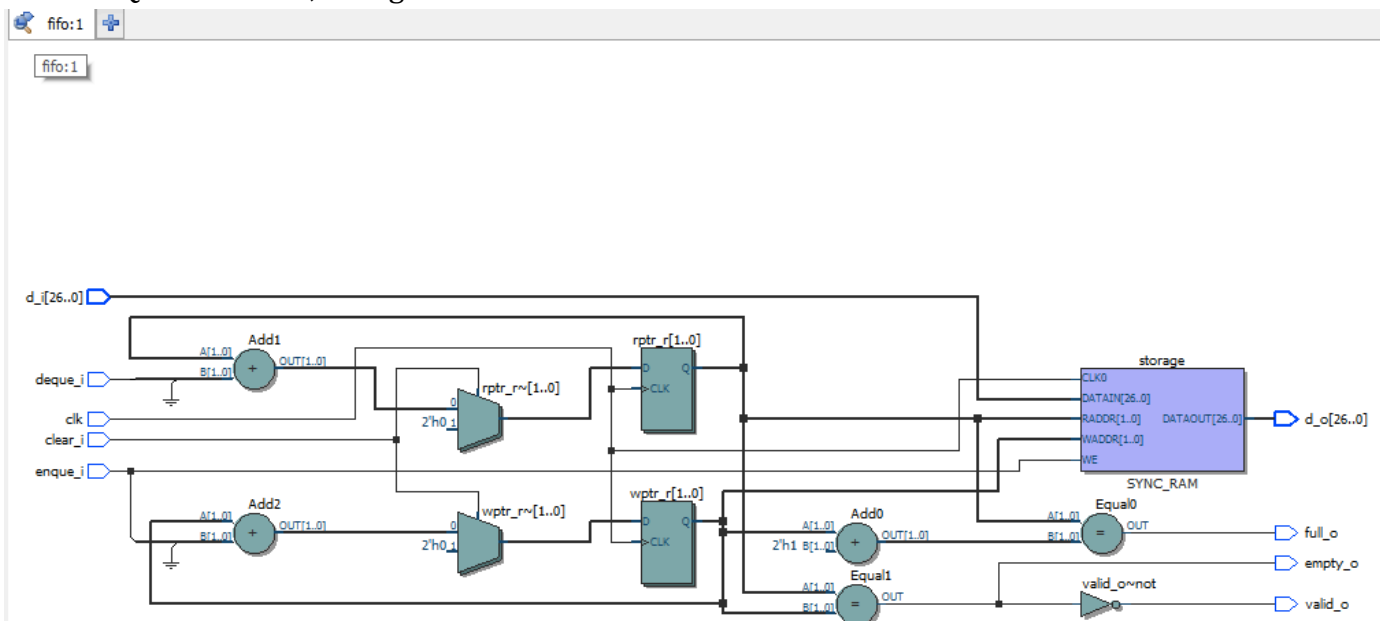 fifo:1
fifo:1
d_i[26..0]
deque_i
clk
clear_i
enque_i
Add1
A[1..0]
B[1..0]
OUT[1..0]
rptr_r~[1..0]
0
2'h0 1
rptr_r[1..0]
D
Q
CLK
Add2
A[1..0]
B[1..0]
OUT[1..0]
wptr_r~[1..0]
0
2'h0 1
wptr_r[1..0]
D
Q
CLK
Add0
A[1..0]
2'h1 B[1..0]
OUT[1..0]
Equal1
A[1..0]
B[1..0]
OUT
storage
CLK0
DATAIN[26..0]
RADDR[1..0]
DATAOUT[26..0]
WADDR[1..0]
WE
SYNC_RAM
Equal0
A[1..0]
B[1..0]
OUT
valid_o~not
d_o[26..0]
full_o
empty_o
valid_o